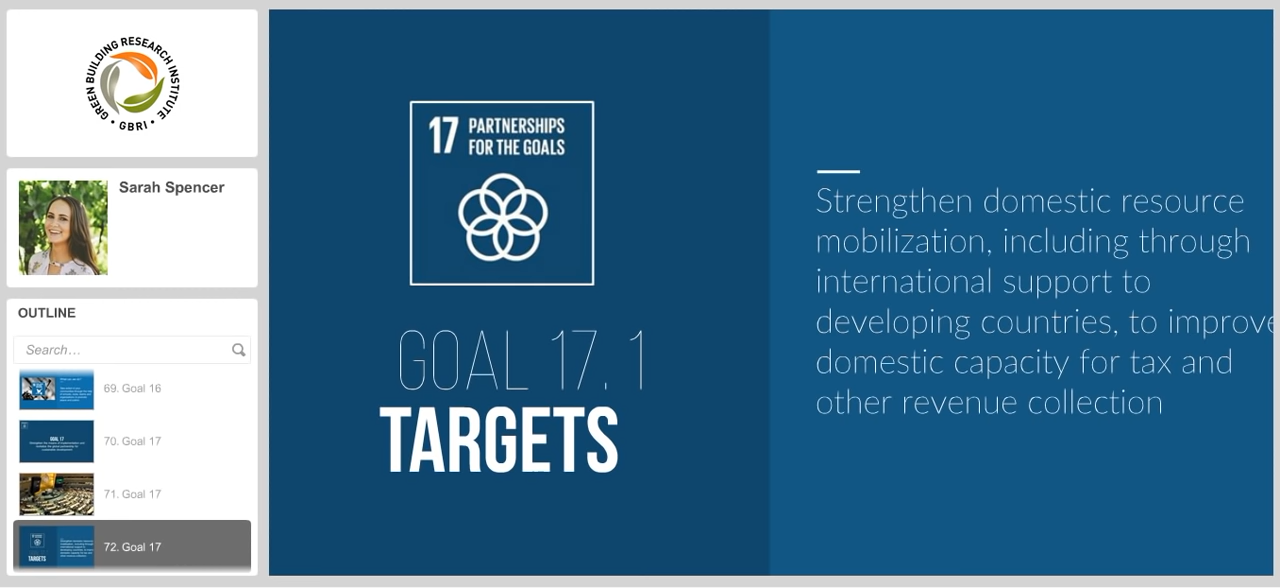 GREEN BUILDING RESEARCH INSTITUTE
• GBRI •
Sarah Spencer
OUTLINE
Search...
69. Goal 16
70. Goal 17
GOAL 17
71. Goal 17
72. Goal 17
TARGETS
17 PARTNERSHIPS
FOR THE GOALS
GOAL 17.1
TARGETS
Strengthen domestic resource
mobilization, including through
international support to
developing countries, to improve
domestic capacity for tax and
other revenue collection